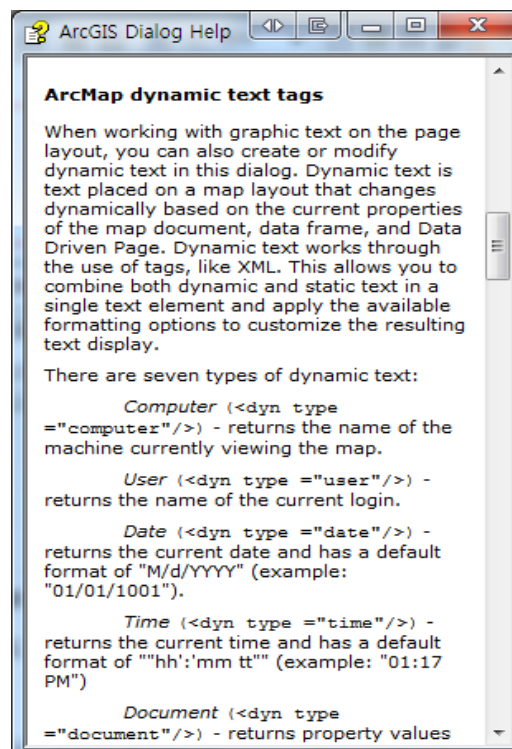 ArcGIS Dialog Help
ArcMap dynamic text tags
When working with graphic text on the page
layout, you can also create or modify
dynamic text in this dialog. Dynamic text is
text placed on a map layout that changes
dynamically based on the current properties
of the map document, data frame, and Data
Driven Page. Dynamic text works through
the use of tags, like XML. This allows you to
combine both dynamic and static text in a
single text element and apply the available
formatting options to customize the resulting
text display.
There are seven types of dynamic text:
Computer (<dyn type
="computer"/>) - returns the name of the
machine currently viewing the map.
User (<dyn type ="user"/>) -
returns the name of the current login.
Date (<dyn type ="date"/>) -
returns the current date and has a default
format of "M/d/YYYY" (example:
"01/01/1001").
Time (<dyn type ="time"/>) -
returns the current time and has a default
format of ""hh':'mm tt"" (example: "01:17
PM")
Document (<dyn type
="document"/>) - returns property values